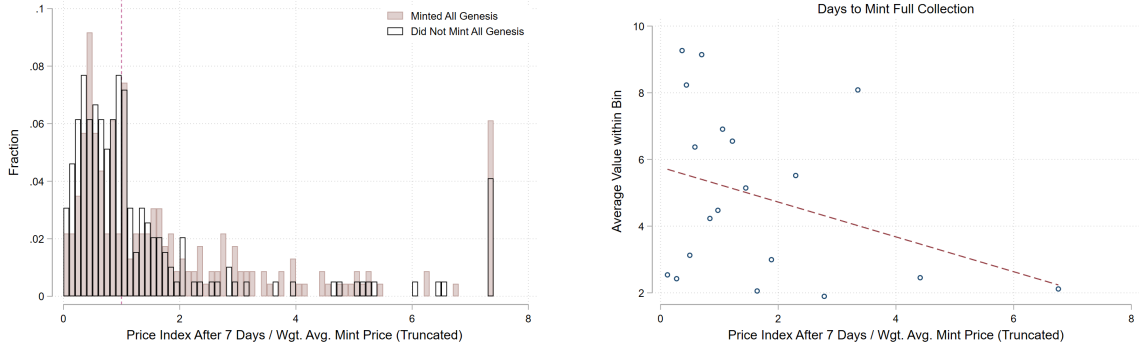 Minted All Genesis
Did Not Mint All Genesis
.1
.08
.06
.04
.02
0
Fraction
0 2 4 6 8
Price Index After 7 Days / Wgt. Avg. Mint Price (Truncated)
Days to Mint Full Collection
10
8
6
4
2
Average Value within Bin
0 2 4 6 8
Price Index After 7 Days / Wgt. Avg. Mint Price (Truncated)